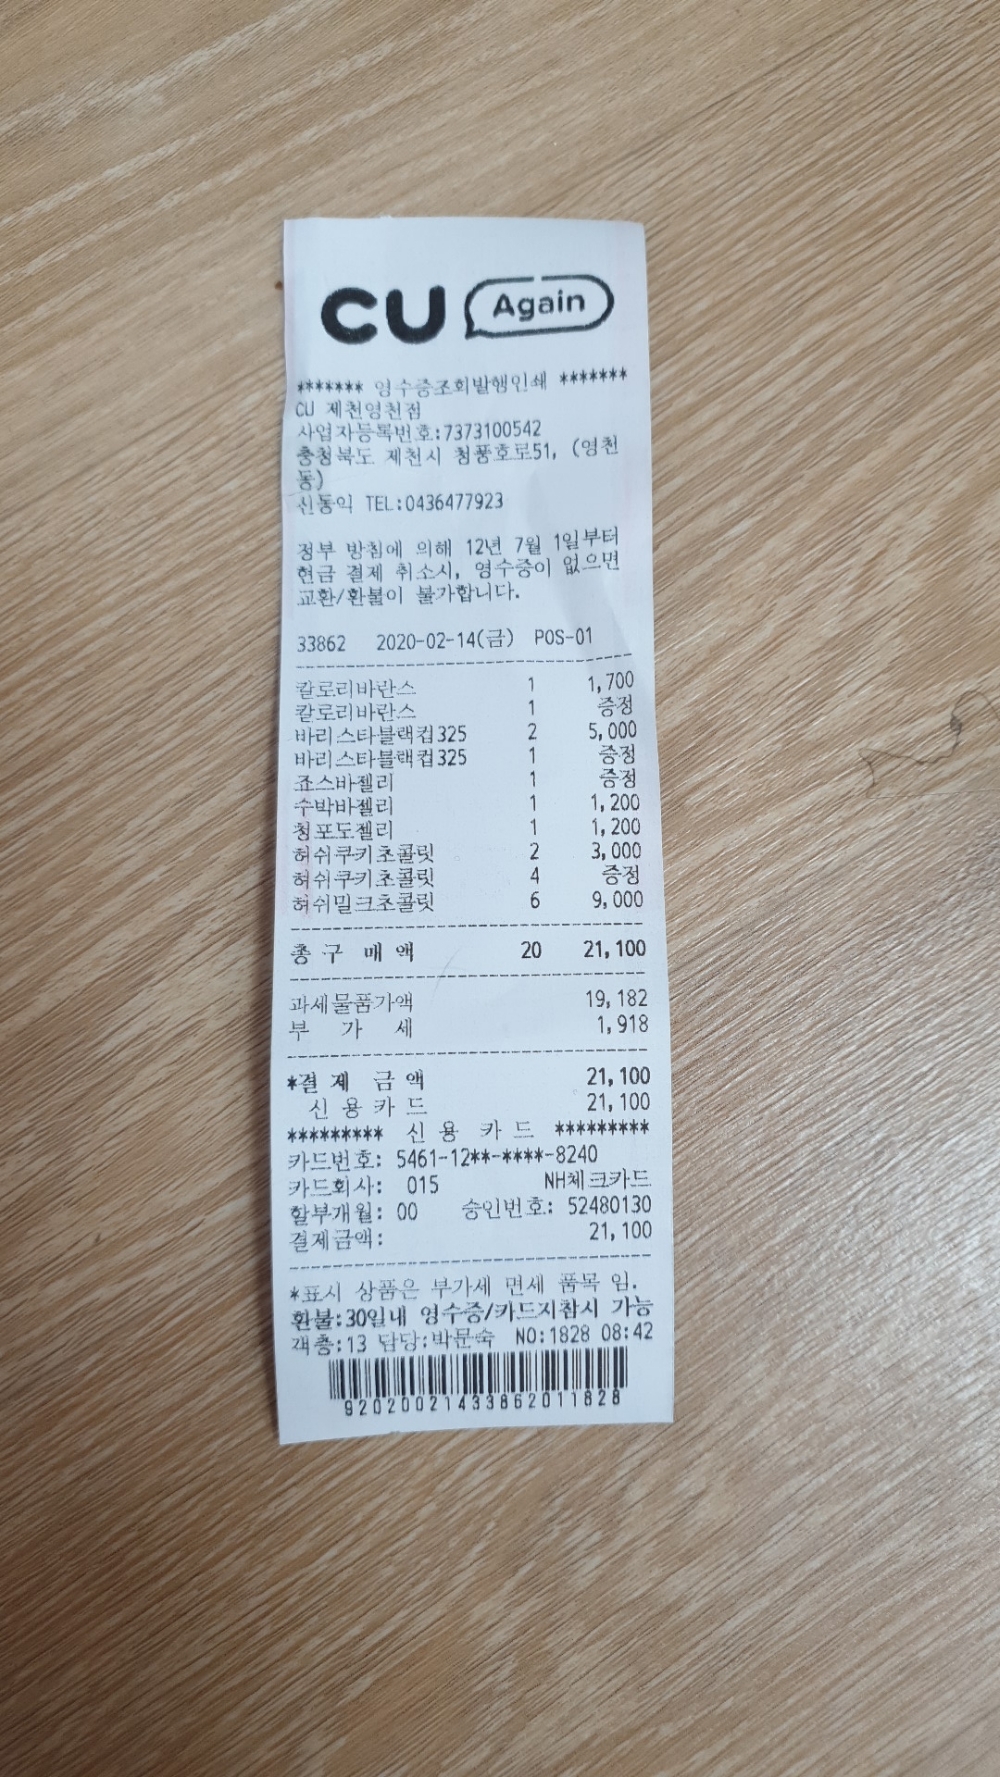 CU Again
******* 영수증조회발행인쇄 *******
CU 제천영천점
사업자등록번호:7373100542
충청북도 제천시 청풍호로51, (영천
동)
신동익 TEL:0436477923
정부 방침에 의해 12년 7월 1일부터
현금 결제 취소시, 영수증이 없으면
교환/환불이 불가합니다.
33862 2020-02-14(금) POS-01
칼로리바란스 1 1,700
칼로리바란스 1 증정
바리스타블랙컵325 2 5,000
바리스타블랙컵325 1 증정
죠스바젤리 1 증정
수박바젤리 1 1,200
청포도젤리 1 1,200
허쉬쿠키초콜릿 2 3,000
허쉬쿠키초콜릿 4 증정
허쉬밀크초콜릿 6 9,000
총 구 매 액 20 21,100
과세물품가액 19,182
부 가 세 1,918
*결 제 금 액 21,100
신 용 카 드 21,100
********* 신 용 카 드 *********
카드번호: 5461-12**-****-8240
카드회사: 015 NH체크카드
할부개월: 00 승인번호: 52480130
결제금액: 21,100
*표시 상품은 부가세 면세 품목 임.
환불:30일내 영수증/카드지참시 가능
객층:13 담당:박문숙 NO:1828 08:42
92020021433862011828